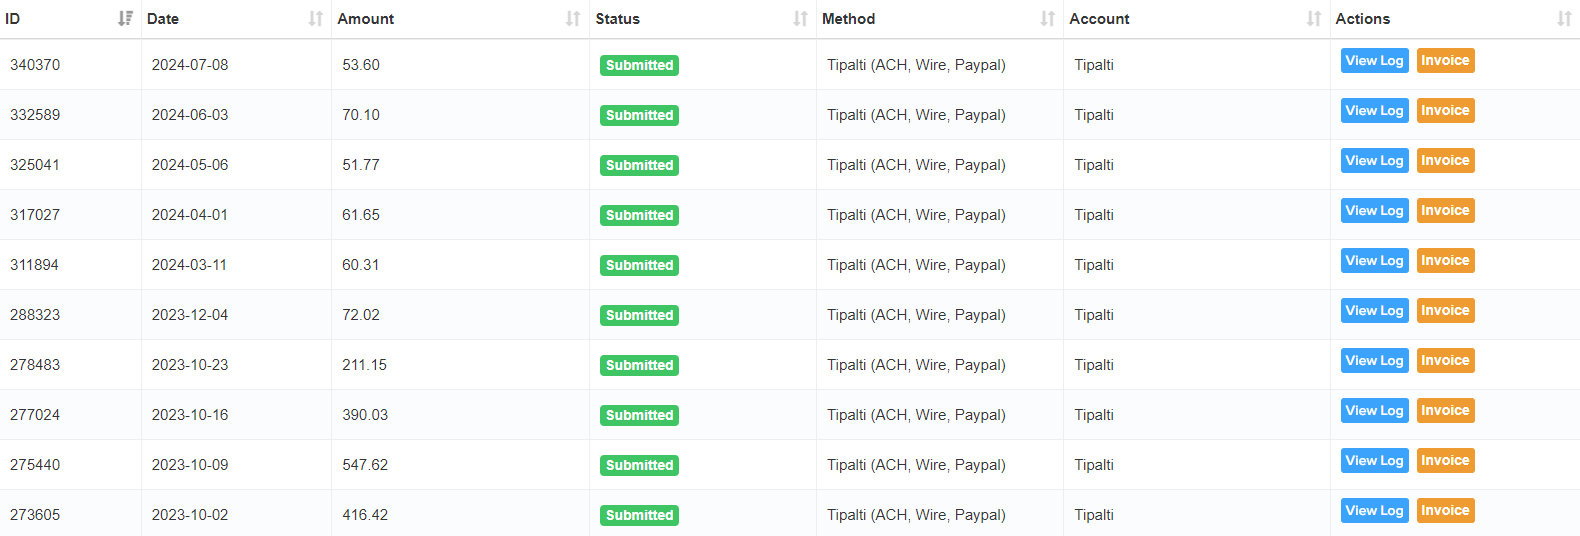 ID Date Amount Status Method Account Actions
340370 2024-07-08 53.60 Submitted Tipalti (ACH, Wire, Paypal) Tipalti View Log Invoice
332589 2024-06-03 70.10 Submitted Tipalti (ACH, Wire, Paypal) Tipalti View Log Invoice
325041 2024-05-06 51.77 Submitted Tipalti (ACH, Wire, Paypal) Tipalti View Log Invoice
317027 2024-04-01 61.65 Submitted Tipalti (ACH, Wire, Paypal) Tipalti View Log Invoice
311894 2024-03-11 60.31 Submitted Tipalti (ACH, Wire, Paypal) Tipalti View Log Invoice
288323 2023-12-04 72.02 Submitted Tipalti (ACH, Wire, Paypal) Tipalti View Log Invoice
278483 2023-10-23 211.15 Submitted Tipalti (ACH, Wire, Paypal) Tipalti View Log Invoice
277024 2023-10-16 390.03 Submitted Tipalti (ACH, Wire, Paypal) Tipalti View Log Invoice
275440 2023-10-09 547.62 Submitted Tipalti (ACH, Wire, Paypal) Tipalti View Log Invoice
273605 2023-10-02 416.42 Submitted Tipalti (ACH, Wire, Paypal) Tipalti View Log Invoice